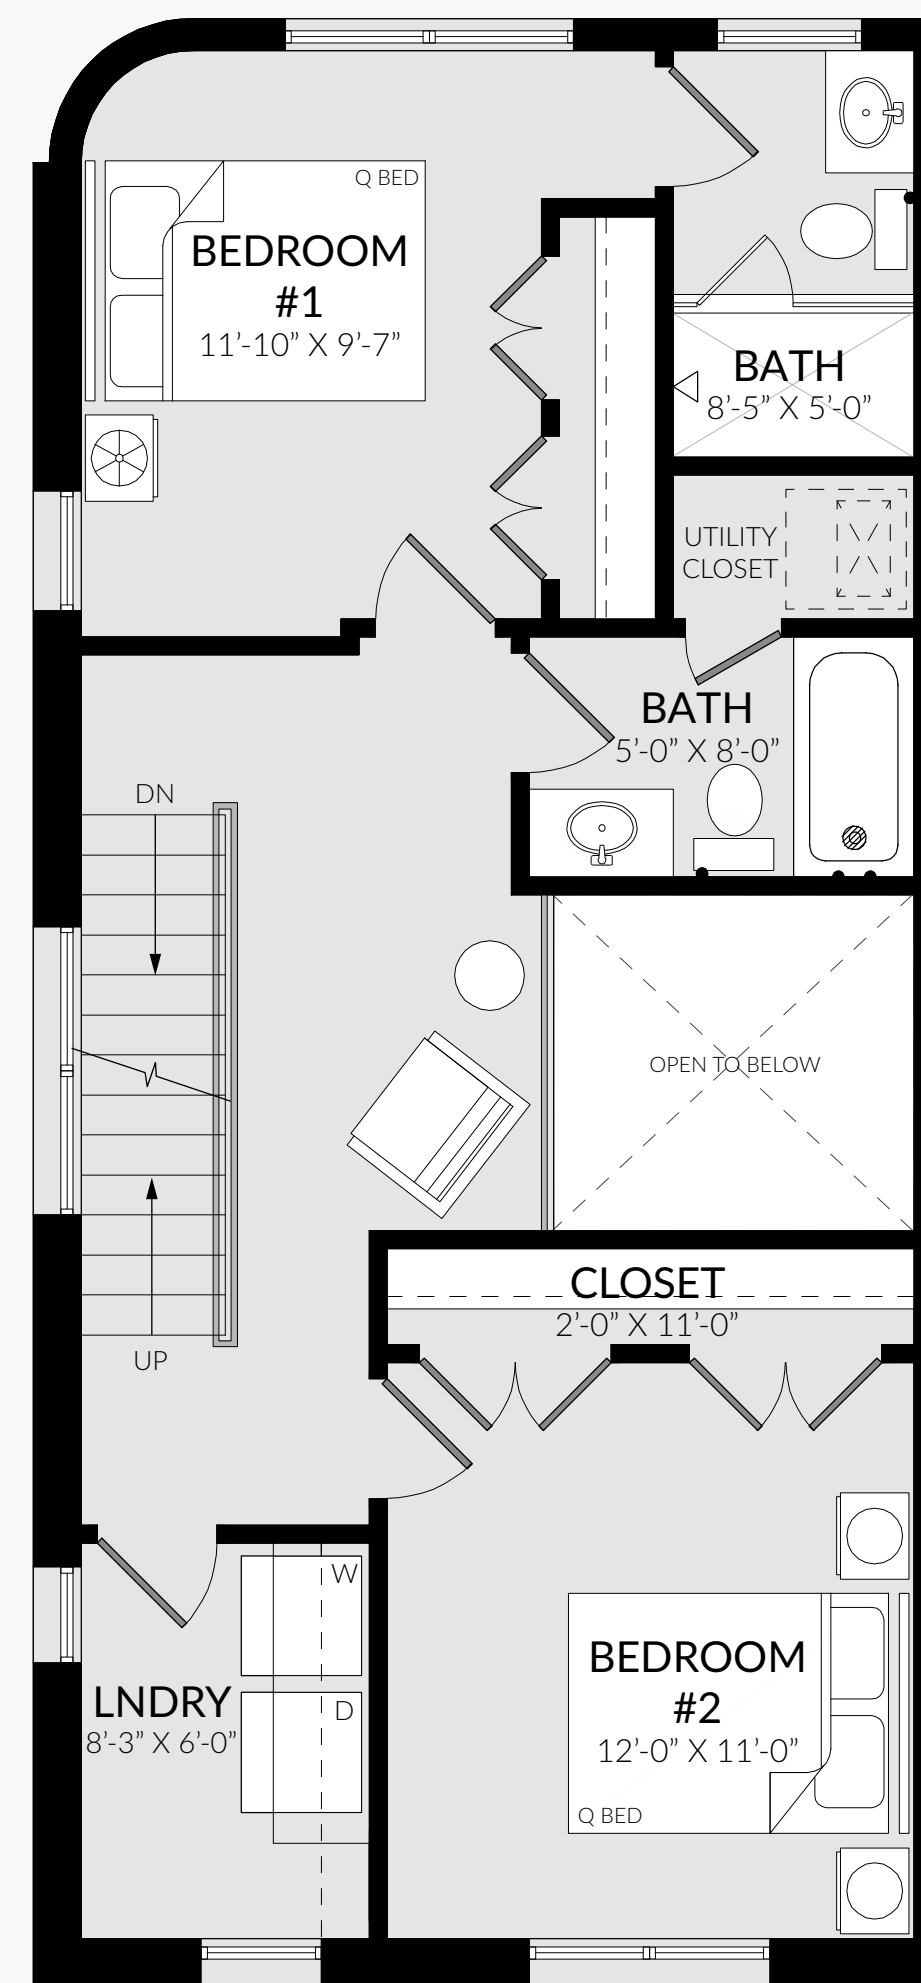 Q BED
BEDROOM
#1
11’-10” X 9’-7”
BATH
8’-5” X 5’-0”
UTILITY
CLOSET
BATH
5’-0” X 8’-0”
DN
OPEN TO BELOW
CLOSET
2’-0” X 11’-0”
UP
W
D
LNDRY
8’-3” X 6’-0”
BEDROOM
#2
12’-0” X 11’-0”
Q BED